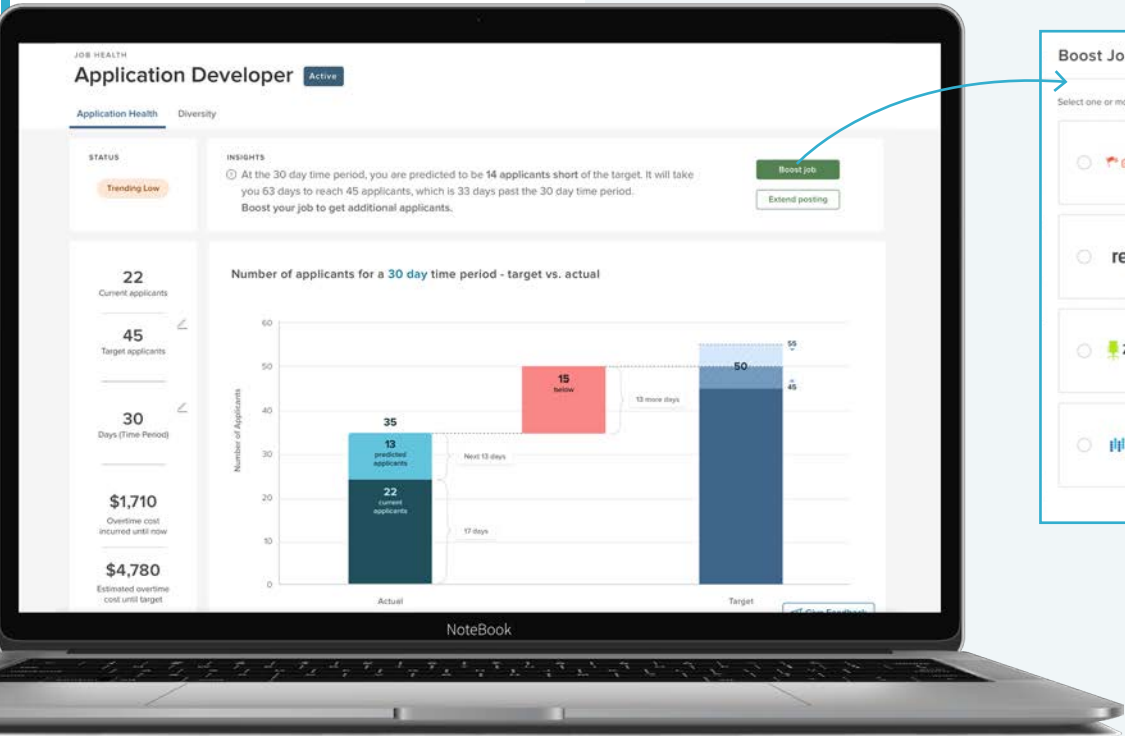 JOB HEALTH
Application Developer Active
Application Health Diversity
STATUS
Trending Low
INSIGHTS
At the 30 day time period, you are predicted to be 14 applicants short of the target. It will take
you 63 days to reach 45 applicants, which is 33 days past the 30 day time period.
Boost your job to get additional applicants.
Boost job
Extend posting
22
Current applicants
45
Target applicants
30
Days (Time Period)
$1,710
Overtime cost
incurred until now
$4,780
Estimated overtime
cost until target
Number of applicants for a 30 day time period - target vs. actual
Number of Applicants
60
50
40
30
20
10
0
35
13
predicted
applicants
22
current
applicants
Next 13 days
17 days
15
below
13 more days
50
55
45
Actual
Target
Give Feedback
NoteBook
Boost Jo
Select one or mo
re